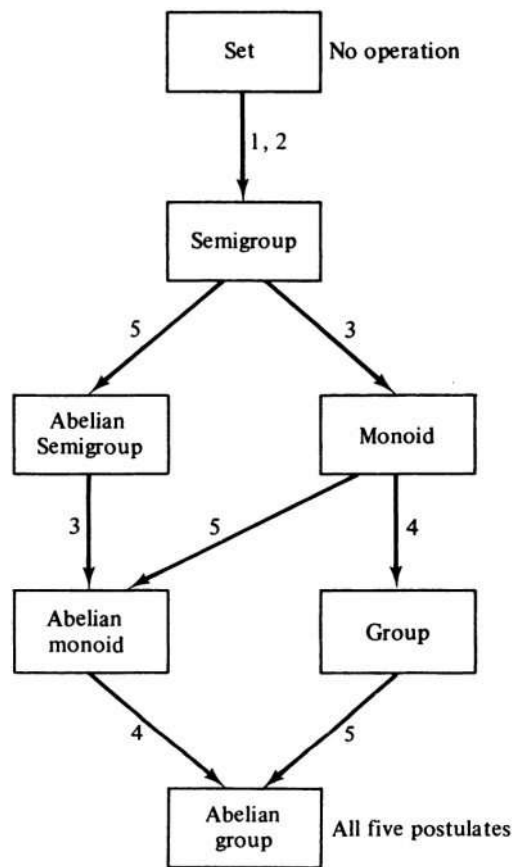 Set
No operation
1, 2
Semigroup
5
3
Abelian
Semigroup
Monoid
3
5
4
Abelian
monoid
Group
4
5
Abelian
group
All five postulates